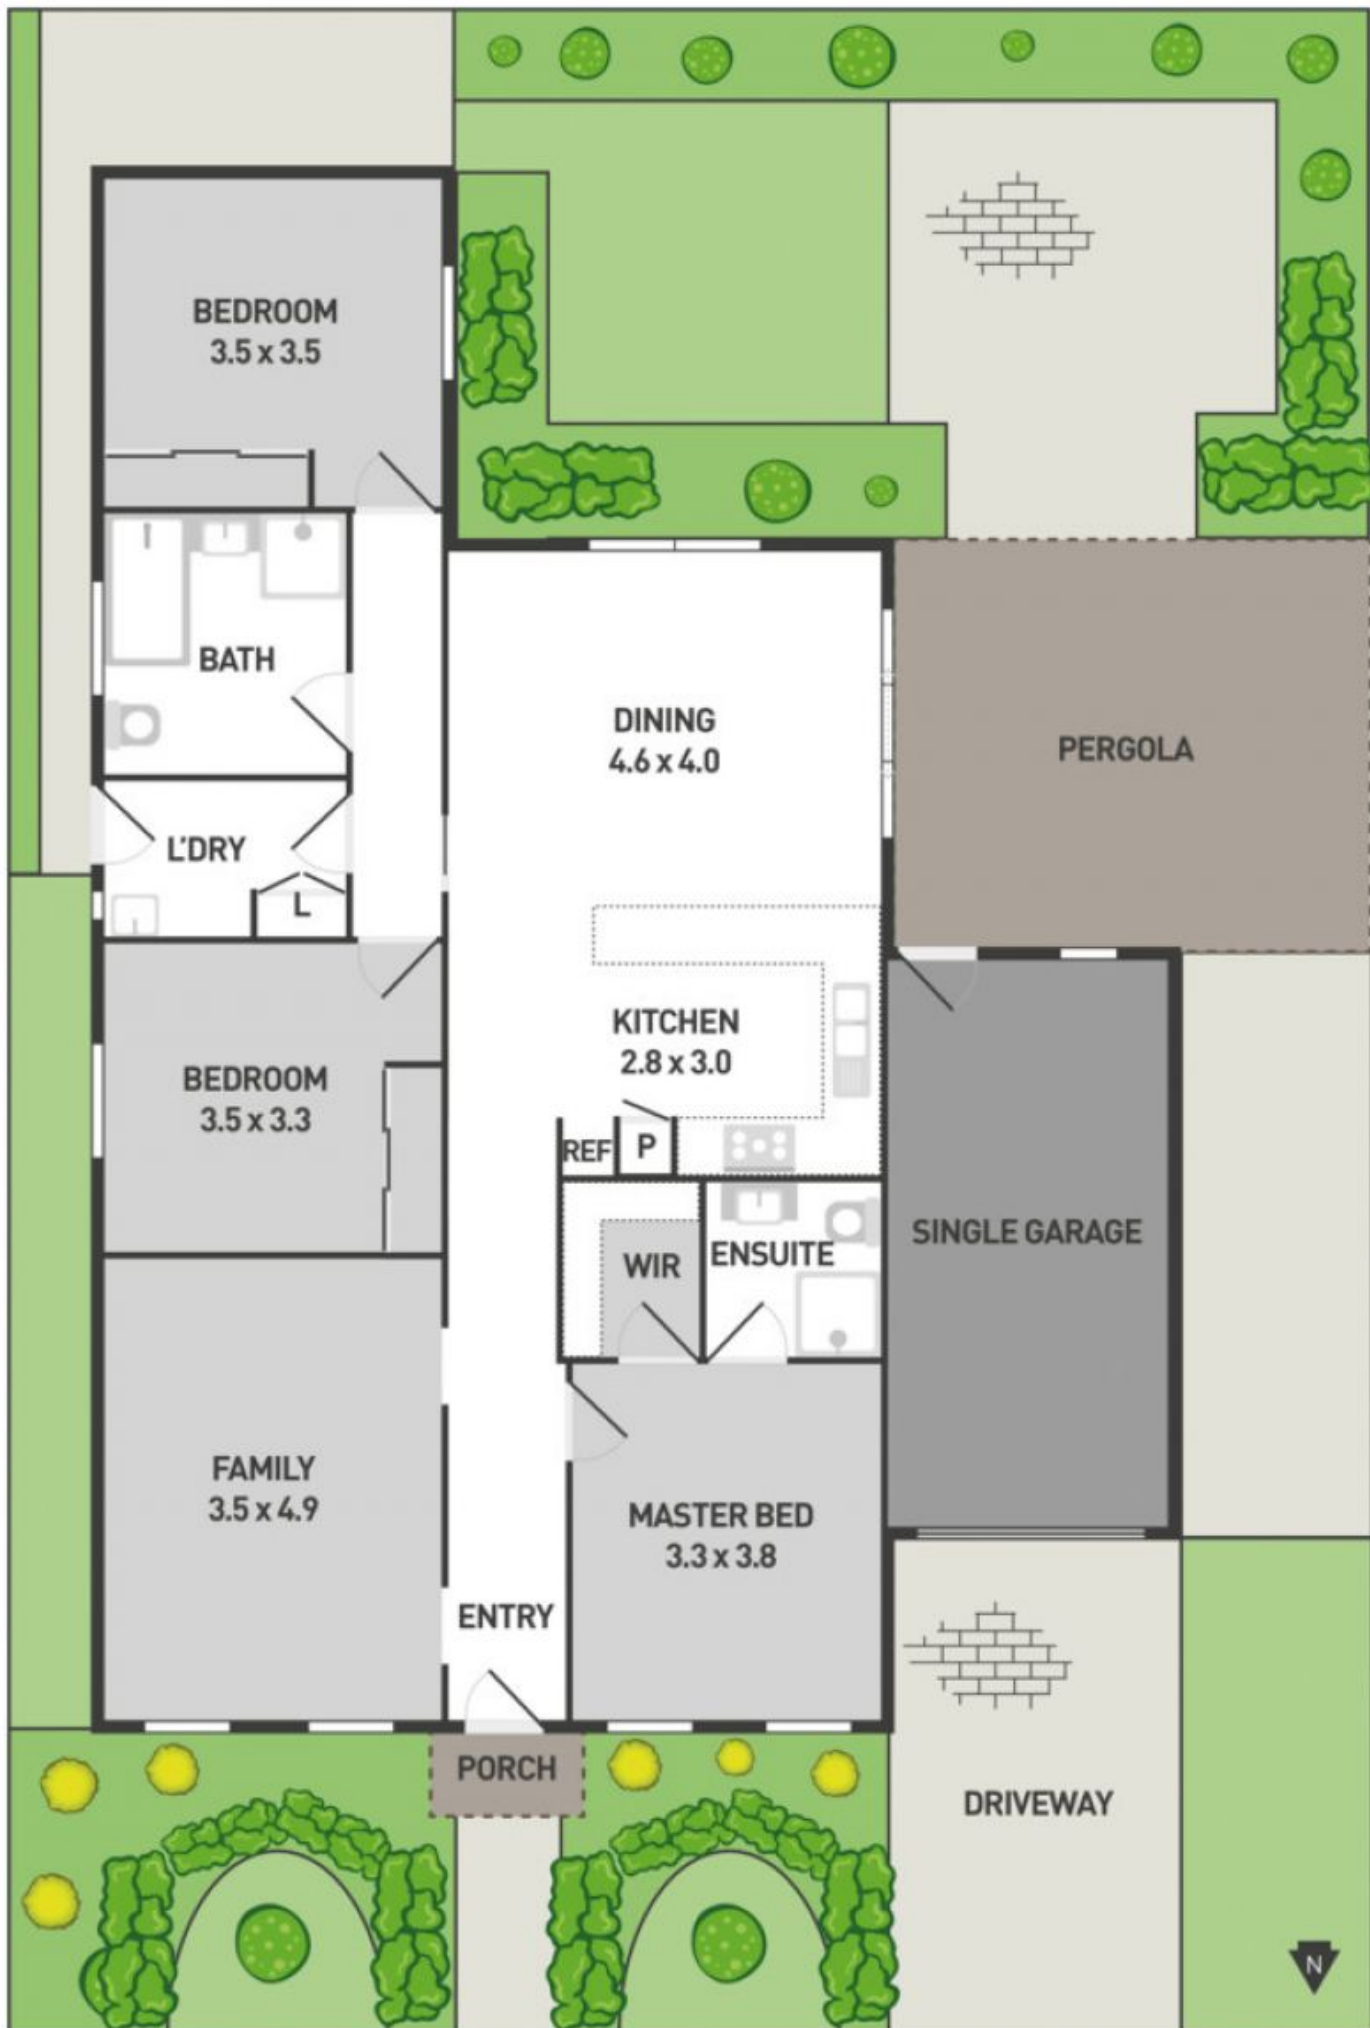 BEDROOM
3.5 x 3.5
BATH
DINING
4.6 x 4.0
PERGOLA
L'DRY
L
KITCHEN
2.8 x 3.0
BEDROOM
3.5 x 3.3
REF
P
SINGLE GARAGE
WIR
ENSUITE
FAMILY
3.5 x 4.9
MASTER BED
3.3 x 3.8
ENTRY
PORCH
DRIVEWAY
N